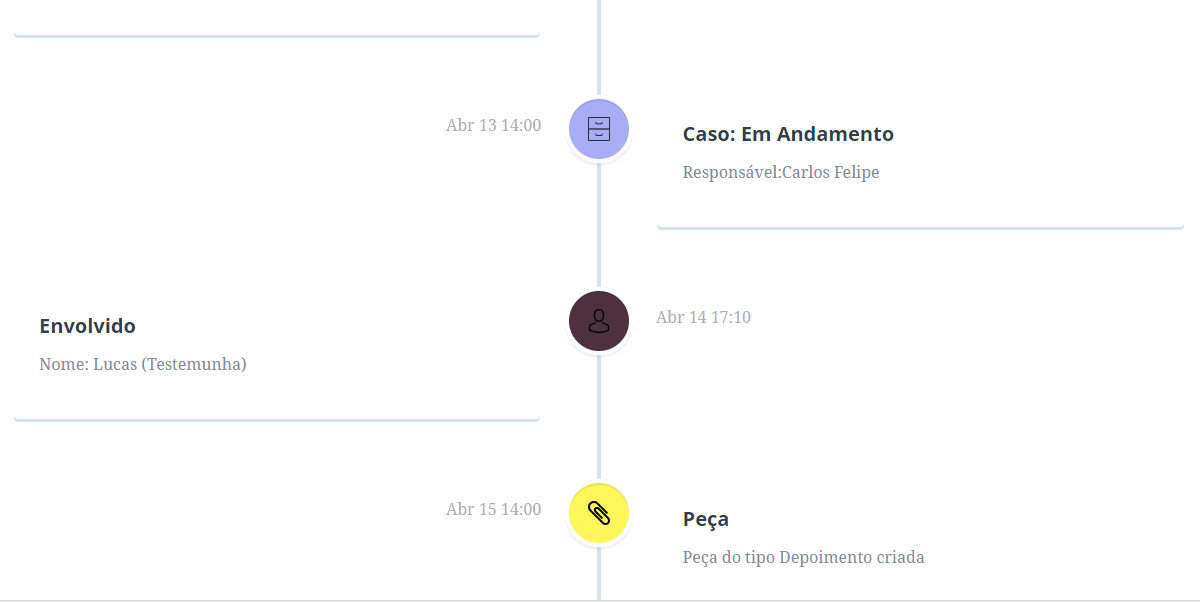 Abr 13 14:00
Caso: Em Andamento
Responsável:Carlos Felipe
Envolvido
Abr 14 17:10
Nome: Lucas (Testemunha)
Abr 15 14:00
Peça
Peça do tipo Depoimento criada